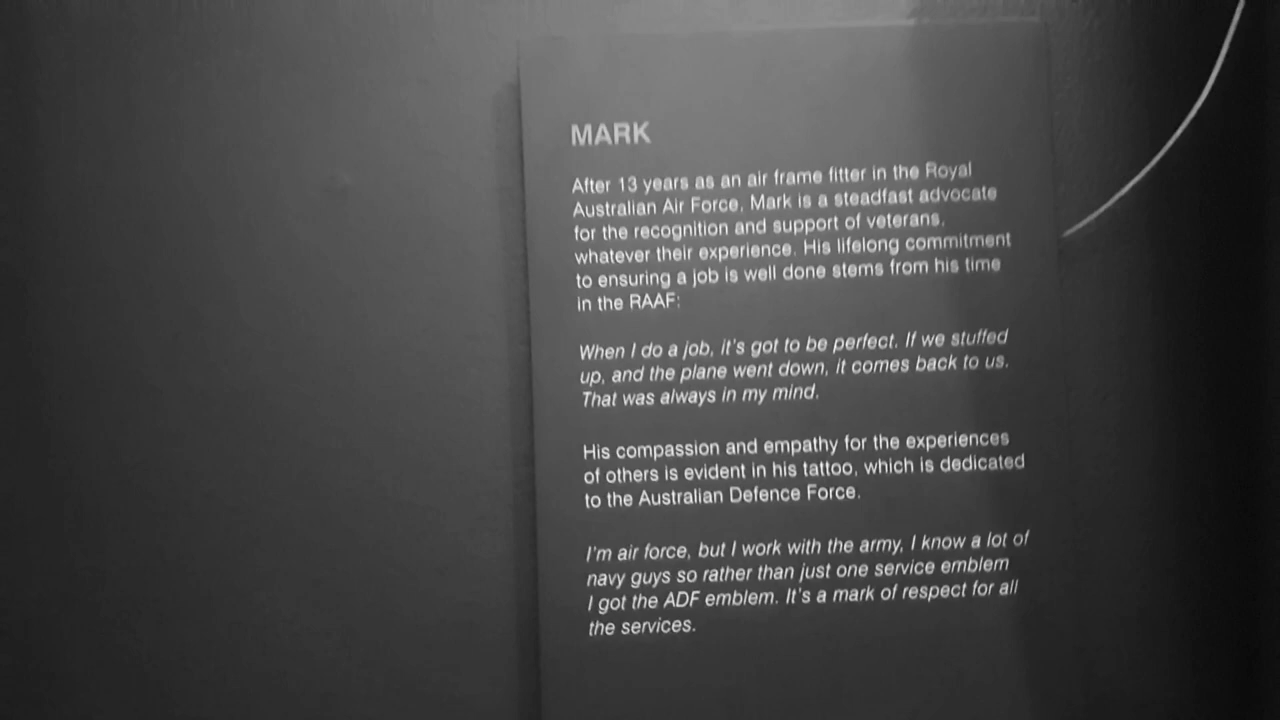 MARK
After 13 years as an air frame fitter in the Royal
Australian Air Force, Mark is a steadfast advocate
for the recognition and support of veterans,
whatever their experience. His lifelong commitment
to ensuring a job is well done stems from his time
in the RAAF:
When I do a job, it's got to be perfect. If we stuffed
up, and the plane went down, it comes back to us.
That was always in my mind.
His compassion and empathy for the experiences
of others is evident in his tattoo, which is dedicated
to the Australian Defence Force.
I'm air force, but I work with the army, I know a lot of
navy guys so rather than just one service emblem
I got the ADF emblem. It's a mark of respect for all
the services.